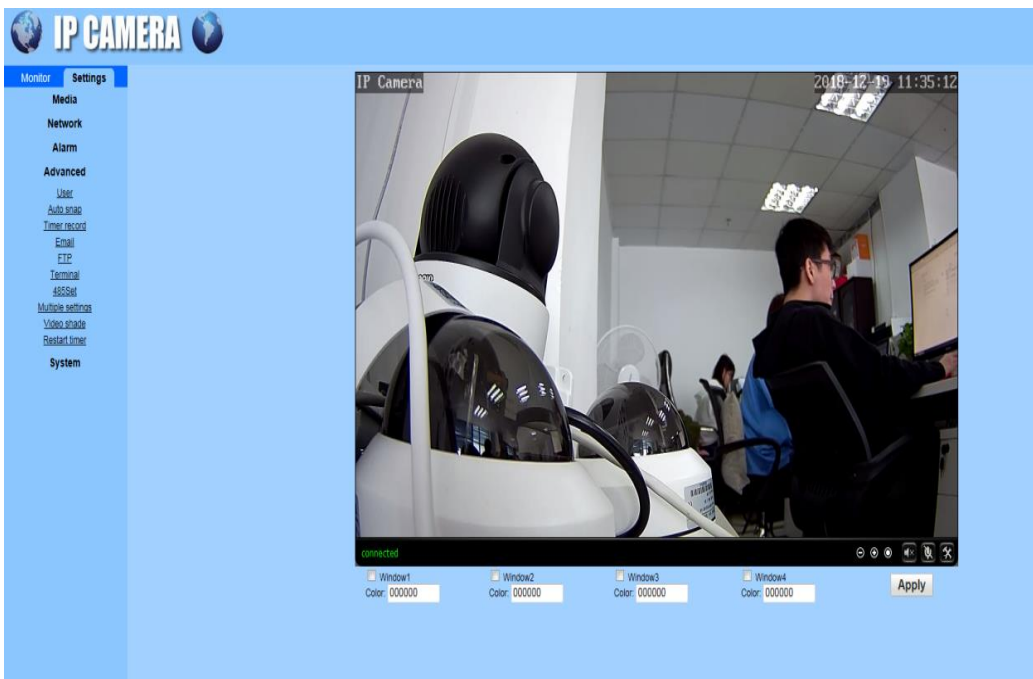 IP CAMERA
Monitor Settings
Media
Network
Alarm
Advanced
User
Auto snap
Timer record
Email
FTP
Terminal
485Set
Multiple settings
Video shade
Restart timer
System
IP Camera 2018-12-19 11:35:12
connected
Window1 Window2 Window3 Window4
Color: 000000 Color: 000000 Color: 000000 Color: 000000
Apply